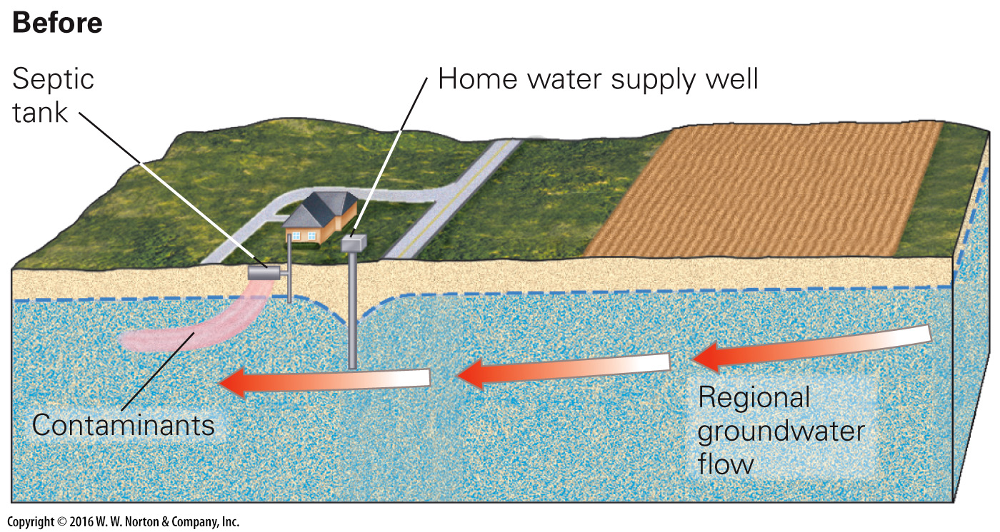 Before
Septic
tank
Home water supply well
Contaminants
Regional
groundwater
flow
Copyright © 2016 W. W. Norton & Company, Inc.